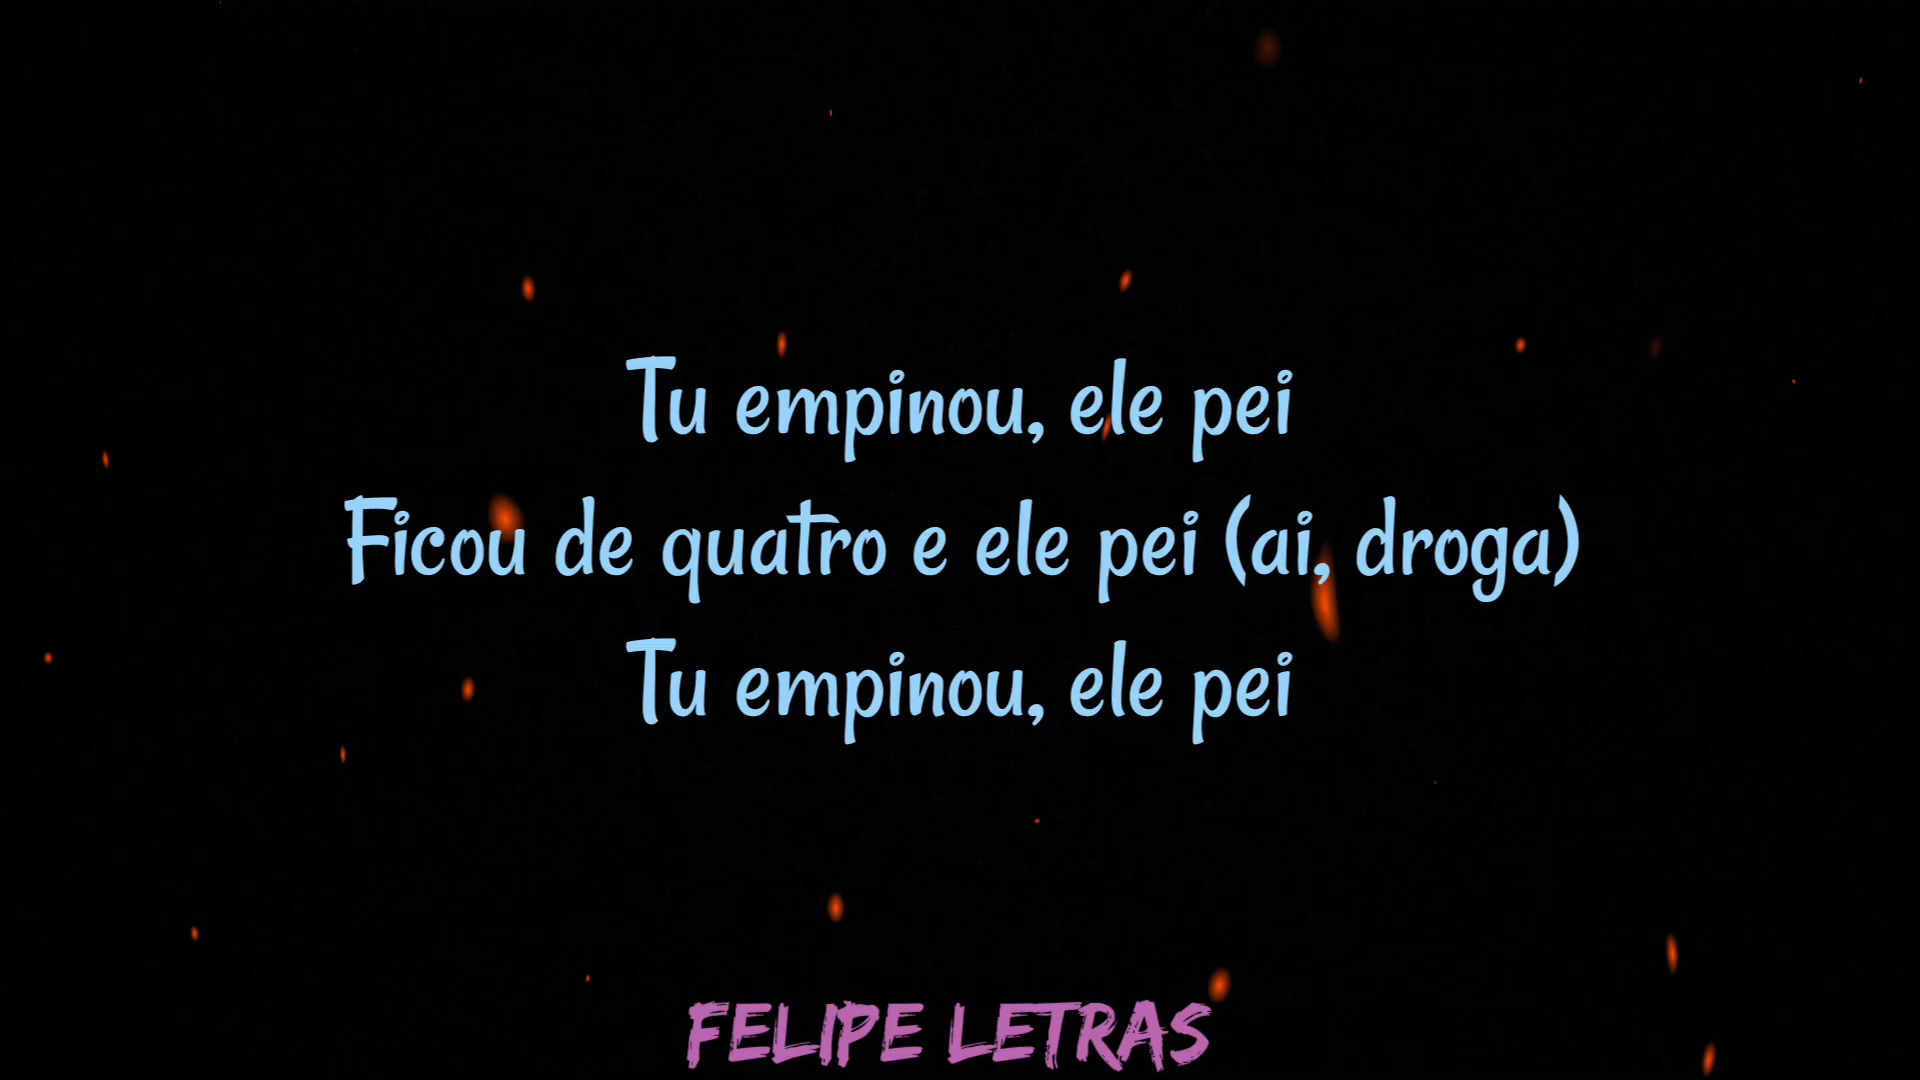 Tu empinou, ele pei
Ficou de quatro e ele pei (ai, droga)
Tu empinou, ele pei
FELIPE LETRAS